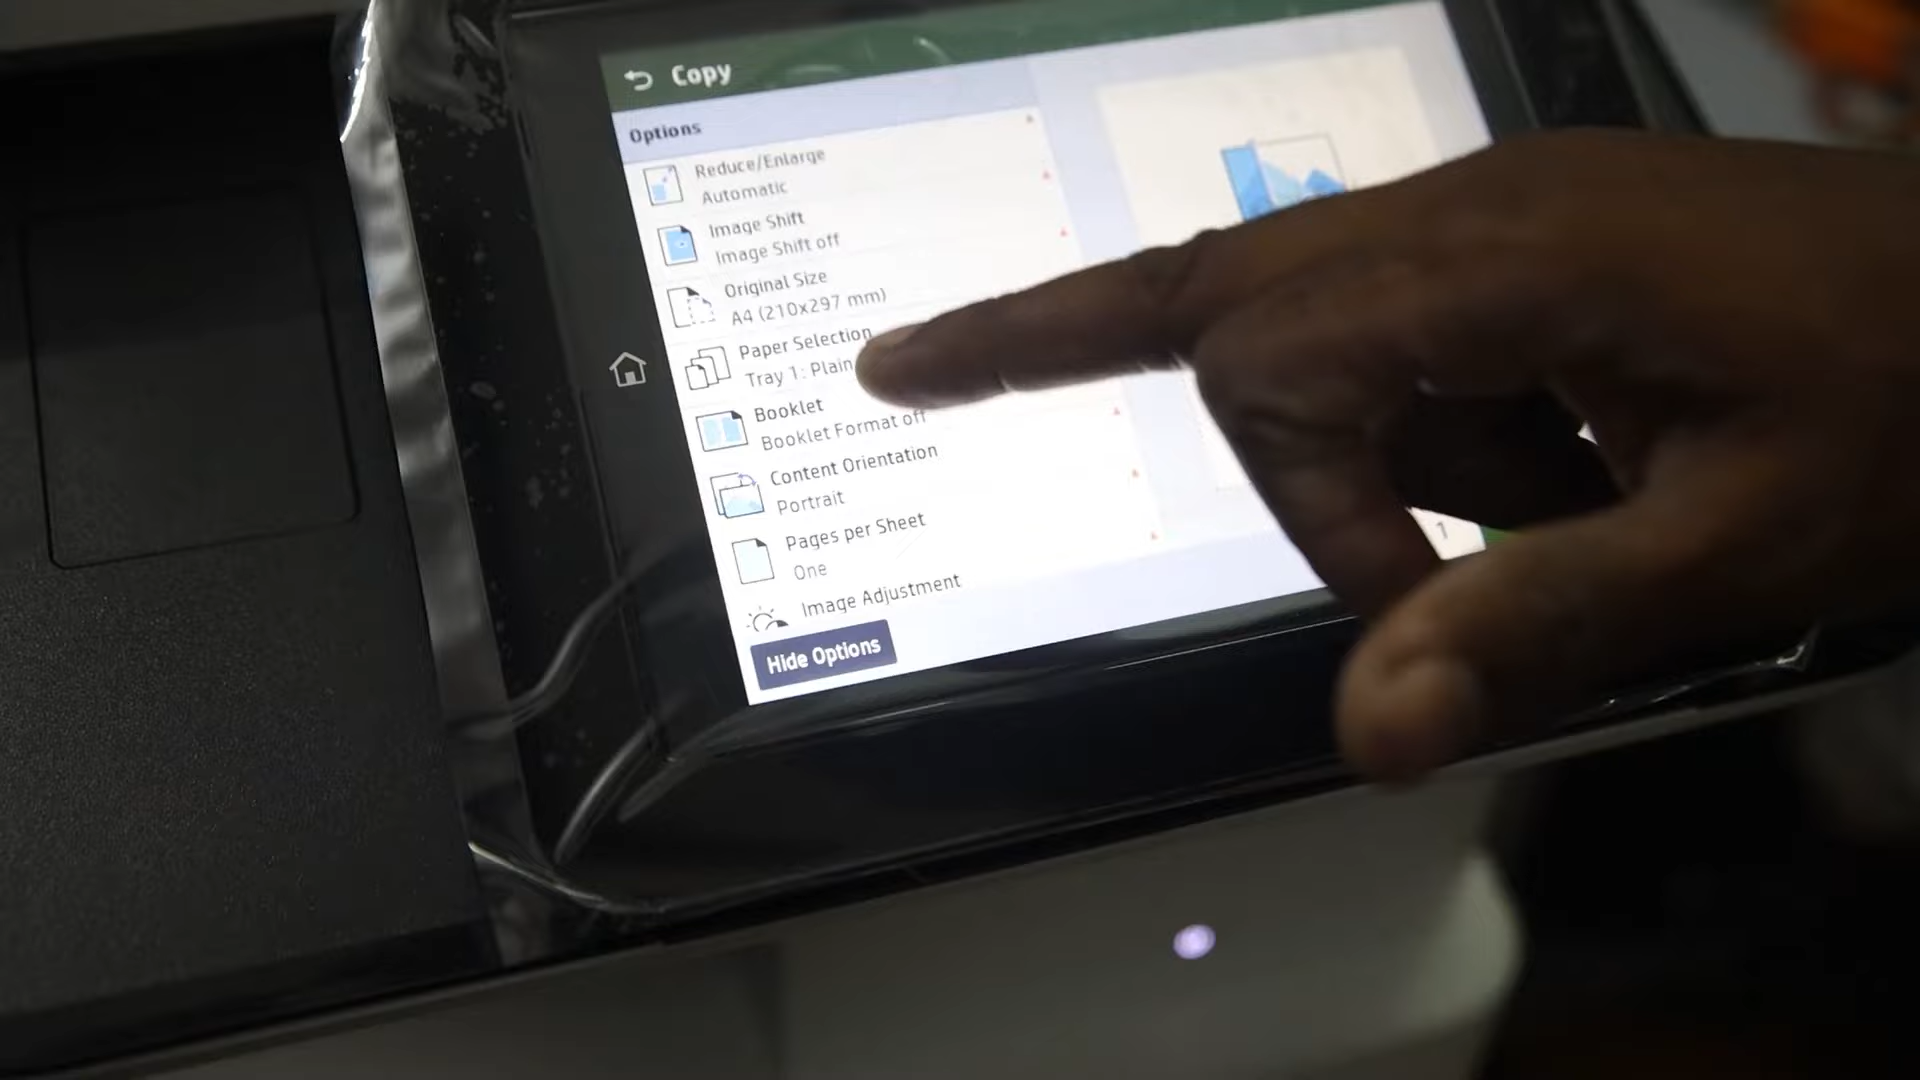 Copy
Options
Reduce/Enlarge
Automatic
Image Shift
Image Shift off
Original Size
A4 (210x297 mm)
Paper Selection
Tray 1: Plain
Booklet
Booklet Format off
Content Orientation
Portrait
Pages per Sheet
One
Image Adjustment
Hide Options
1